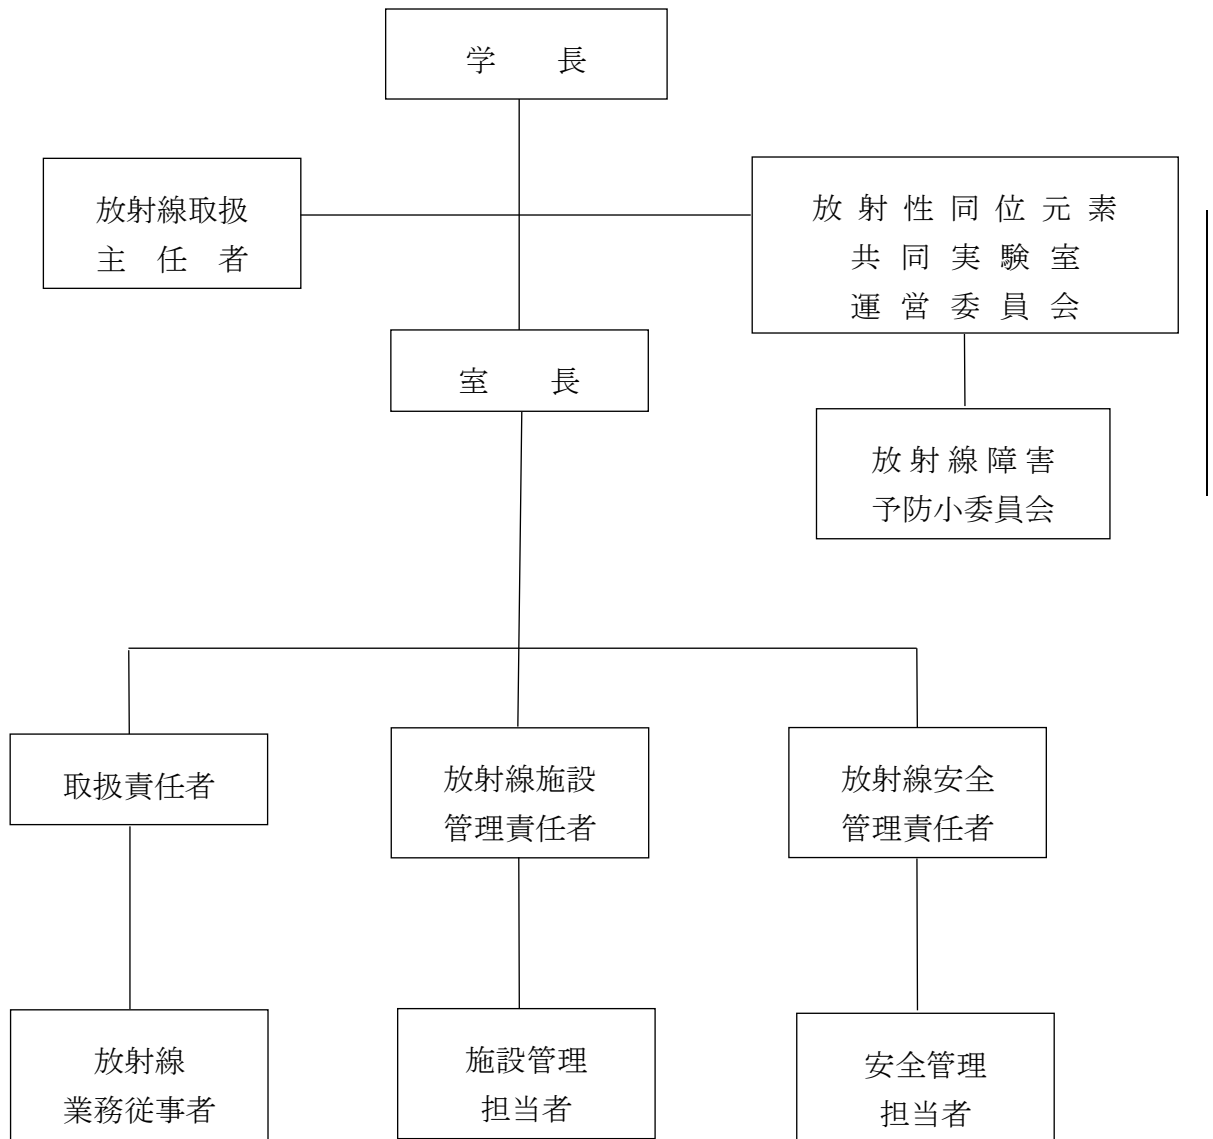 学　　長
放射線取扱
主　任　者
放 射 性 同 位 元 素
共 同 実 験 室
運 営 委 員 会
室　　長
放 射 線 障 害
予防小委員会
取扱責任者
放射線施設
管理責任者
放射線安全
管理責任者
放射線
業務従事者
施設管理
担当者
安全管理
担当者